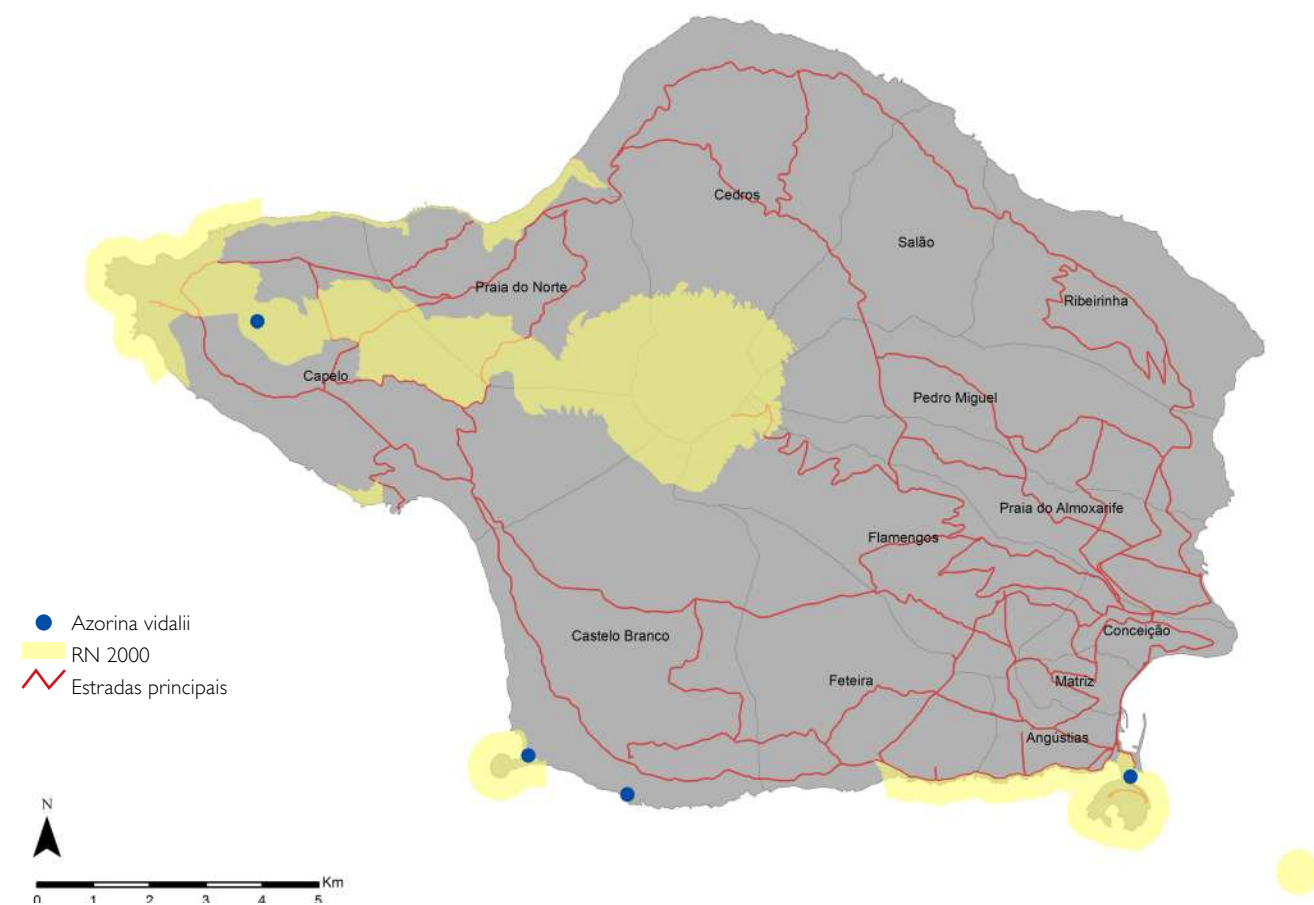 Cedros
Salão
Praia do Norte
Ribeirinha
Capelo
Pedro Miguel
Praia do Almoxarife
Flamengos
Azorina vidalii
RN 2000
Estradas principais
Castelo Branco
Conceição
Feteira
Matriz
Angústias
N
Km
0 1 2 3 4 5